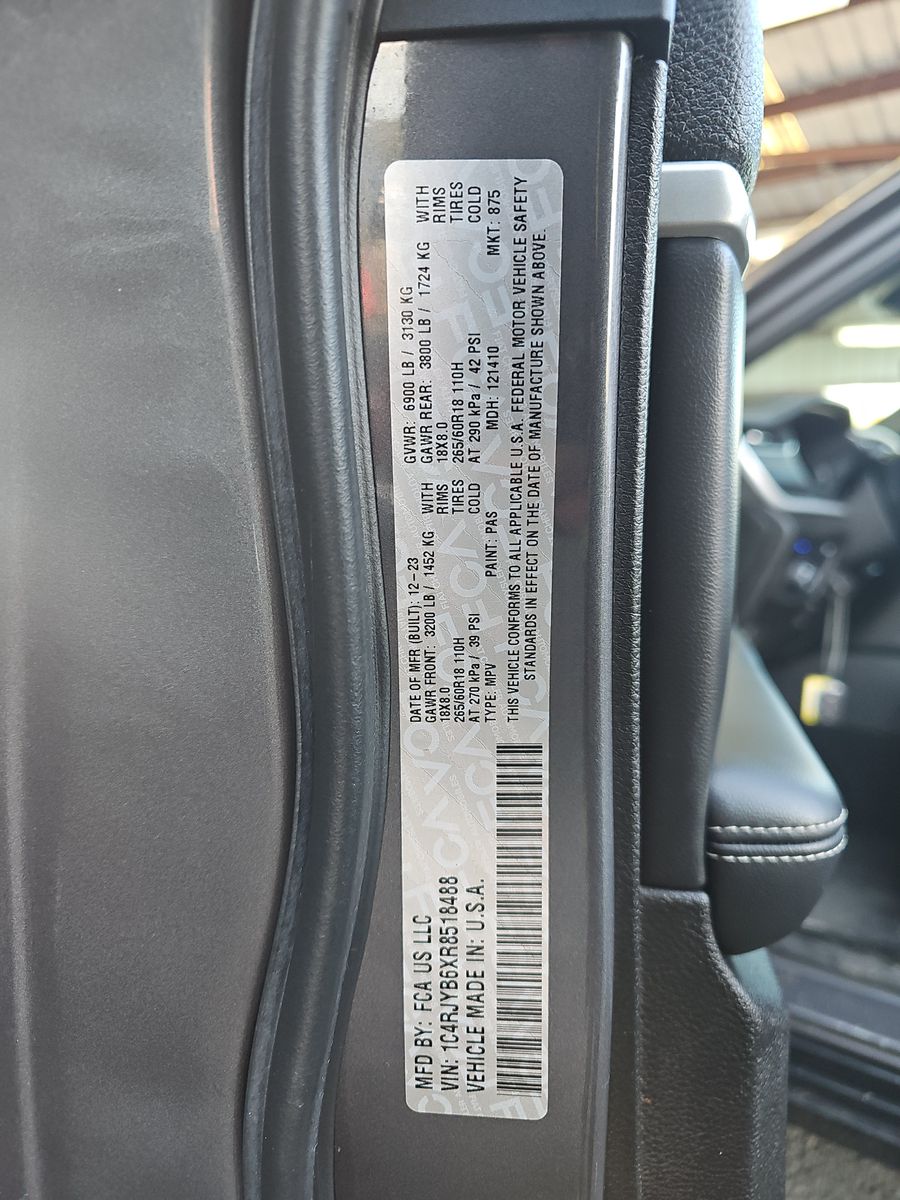 MFD BY: FCA US LLC
VIN: 1C4RJYB6XR8518488
VEHICLE MADE IN: U.S.A.
DATE OF MFR (BUILT): 12-23 GVWR: 6900 LB / 3130 KG
GAWR FRONT: 3200 LB / 1452 KG WITH GAWR REAR: 3800 LB / 1724 KG WITH
18X8.0 RIMS 18X8.0 RIMS
265/60R18 110H TIRES 265/60R18 110H TIRES
AT 270 kPa / 39 PSI COLD AT 290 kPa / 42 PSI COLD
TYPE: MPV PAINT: PAS MDH: 121410 MKT: 875
THIS VEHICLE CONFORMS TO ALL APPLICABLE U.S.A. FEDERAL MOTOR VEHICLE SAFETY
STANDARDS IN EFFECT ON THE DATE OF MANUFACTURE SHOWN ABOVE.